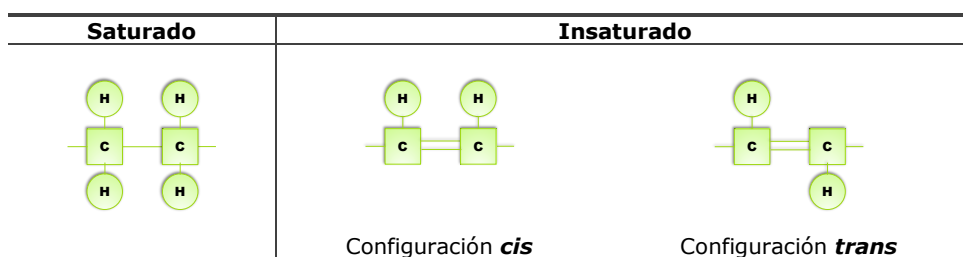 Saturado Insaturado
H H H H H
C C C C C C
H H H
Configuración cis Configuración trans